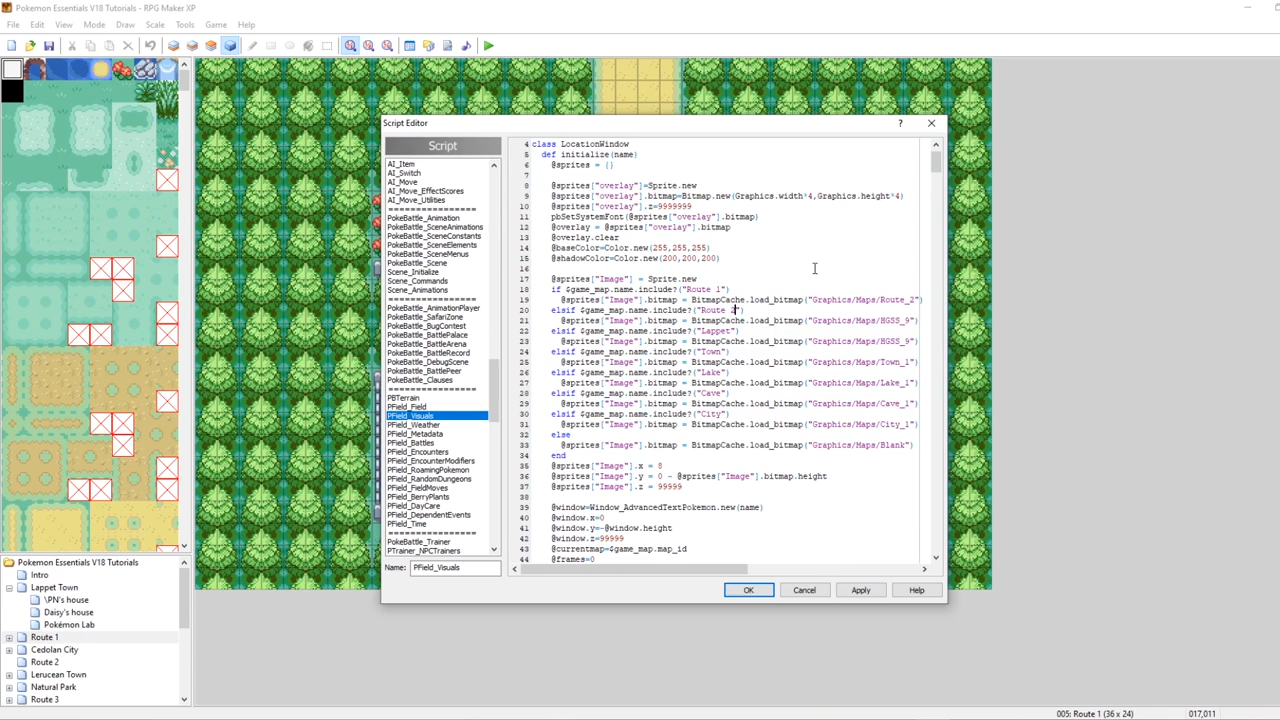 Pokemon Essentials V18 Tutorials - RPG Maker XP
File Edit View Mode Draw Scale Tools Game Help
Script Editor
?
Script
AI_Item
AI_Switch
AI_Move
AI_Move_EffectScores
AI_Move_Utilities
================
PokeBattle_Animation
PokeBattle_SceneAnimations
PokeBattle_SceneConstants
PokeBattle_SceneElements
PokeBattle_SceneMenus
PokeBattle_Scene
Scene_Initialize
Scene_Commands
Scene_Animations
================
PokeBattle_AnimationPlayer
PokeBattle_SafariZone
PokeBattle_BugContest
PokeBattle_BattlePalace
PokeBattle_BattleArena
PokeBattle_BattleRecord
PokeBattle_DebugScene
PokeBattle_BattlePeer
PokeBattle_Clauses
================
PBTerrain
PField_Field
PField_Visuals
PField_Weather
PField_Metadata
PField_Battles
PField_Encounters
PField_EncounterModifiers
PField_RoamingPokemon
PField_RandomDungeons
PField_FieldMoves
PField_BerryPlants
PField_DayCare
PField_DependentEvents
PField_Time
================
PokeBattle_Trainer
PTrainer_NPCTrainers
Name: PField_Visuals
4 class LocationWindow
5 def initialize(name)
6 @sprites = {}
7
8 @sprites["overlay"]=Sprite.new
9 @sprites["overlay"].bitmap=Bitmap.new(Graphics.width*4,Graphics.height*4)
10 @sprites["overlay"].z=9999999
11 pbSetSystemFont(@sprites["overlay"].bitmap)
12 @overlay = @sprites["overlay"].bitmap
13 @overlay.clear
14 @baseColor=Color.new(255,255,255)
15 @shadowColor=Color.new(200,200,200)
16
17 @sprites["Image"] = Sprite.new
18 if $game_map.name.include?("Route 1")
19 @sprites["Image"].bitmap = BitmapCache.load_bitmap("Graphics/Maps/Route_2")
20 elsif $game_map.name.include?("Route 2")
21 @sprites["Image"].bitmap = BitmapCache.load_bitmap("Graphics/Maps/HGSS_9")
22 elsif $game_map.name.include?("Lappet")
23 @sprites["Image"].bitmap = BitmapCache.load_bitmap("Graphics/Maps/HGSS_9")
24 elsif $game_map.name.include?("Town")
25 @sprites["Image"].bitmap = BitmapCache.load_bitmap("Graphics/Maps/Town_1")
26 elsif $game_map.name.include?("Lake")
27 @sprites["Image"].bitmap = BitmapCache.load_bitmap("Graphics/Maps/Lake_1")
28 elsif $game_map.name.include?("Cave")
29 @sprites["Image"].bitmap = BitmapCache.load_bitmap("Graphics/Maps/Cave_1")
30 elsif $game_map.name.include?("City")
31 @sprites["Image"].bitmap = BitmapCache.load_bitmap("Graphics/Maps/City_1")
32 else
33 @sprites["Image"].bitmap = BitmapCache.load_bitmap("Graphics/Maps/Blank")
34 end
35 @sprites["Image"].x = 8
36 @sprites["Image"].y = 0 - @sprites["Image"].bitmap.height
37 @sprites["Image"].z = 99999
38
39 @window=Window_AdvancedTextPokemon.new(name)
40 @window.x=0
41 @window.y=-@window.height
42 @window.z=99999
43 @currentmap=$game_map.map_id
44 @frames=0
OK Cancel Apply Help
Pokemon Essentials V18 Tutorials
Intro
Lappet Town
\PN's house
Daisy's house
Pokémon Lab
Route 1
Cedolan City
Route 2
Lerucean Town
Natural Park
Route 3
005: Route 1 (36 x 24) 017,011